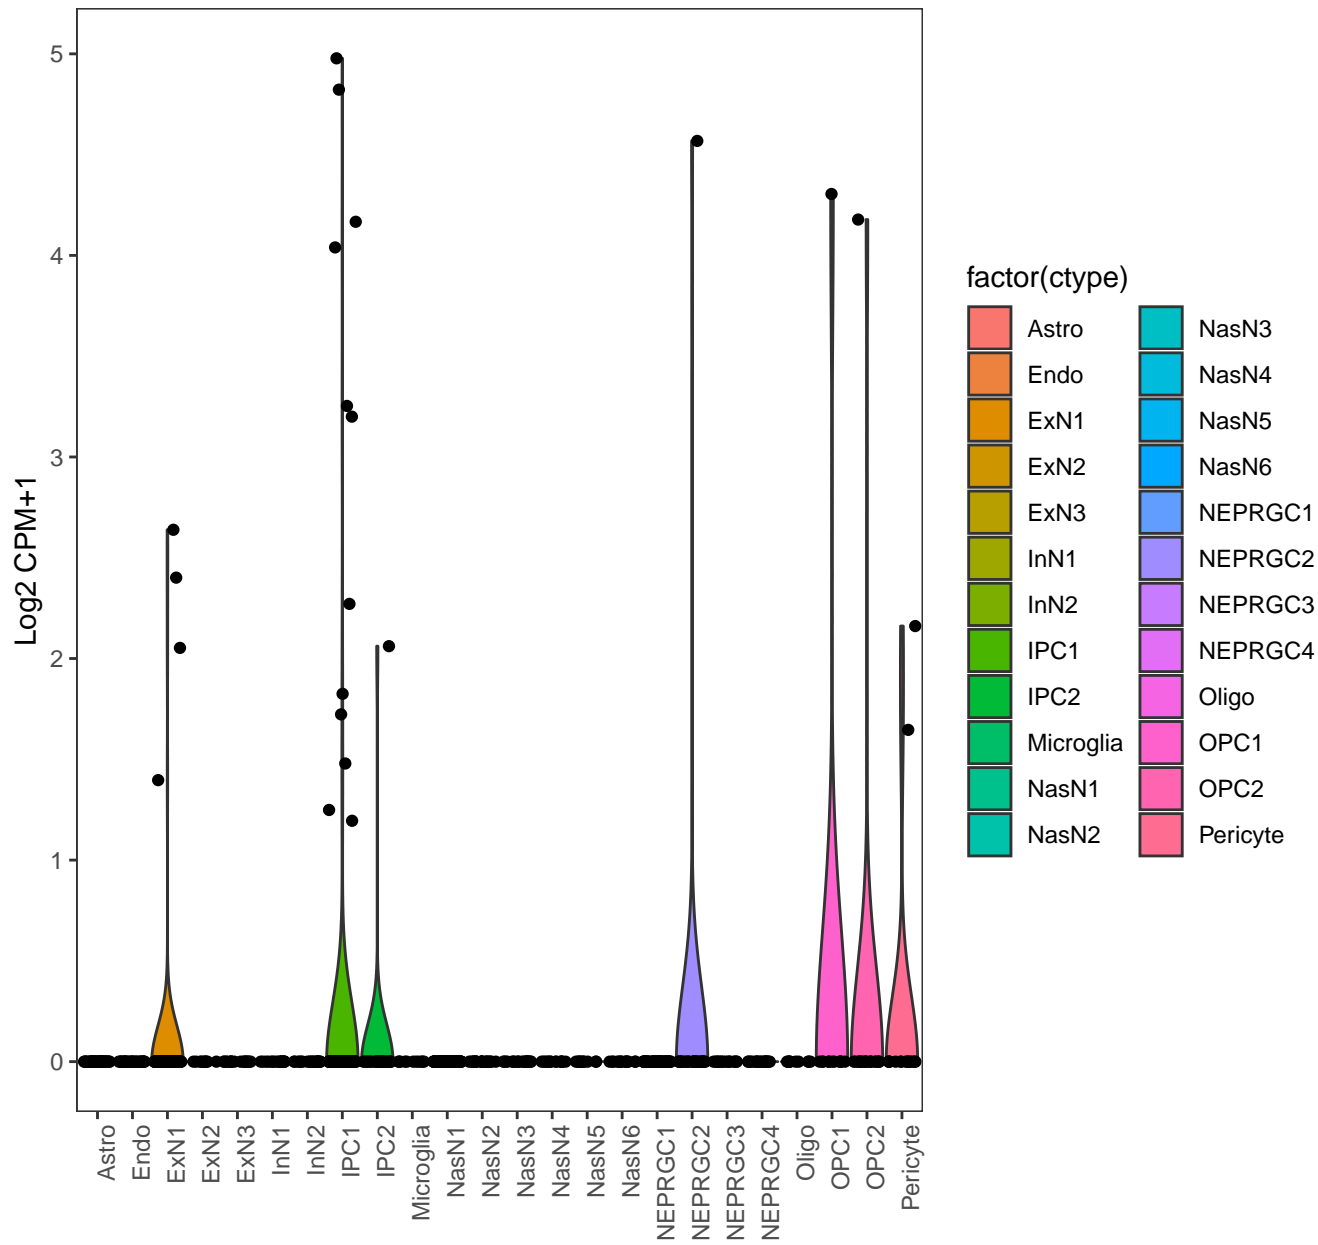 5
4
3
2
1
0
Log2 CPM+1
Astro
Endo
ExN1
ExN2
ExN3
InN1
InN2
IPC1
IPC2
Microglia
NasN1
NasN2
NasN3
NasN4
NasN5
NasN6
NEPRGC1
NEPRGC2
NEPRGC3
NEPRGC4
Oligo
OPC1
OPC2
Pericyte
factor(ctype)
Astro
Endo
ExN1
ExN2
ExN3
InN1
InN2
IPC1
IPC2
Microglia
NasN1
NasN2
NasN3
NasN4
NasN5
NasN6
NEPRGC1
NEPRGC2
NEPRGC3
NEPRGC4
Oligo
OPC1
OPC2
Pericyte